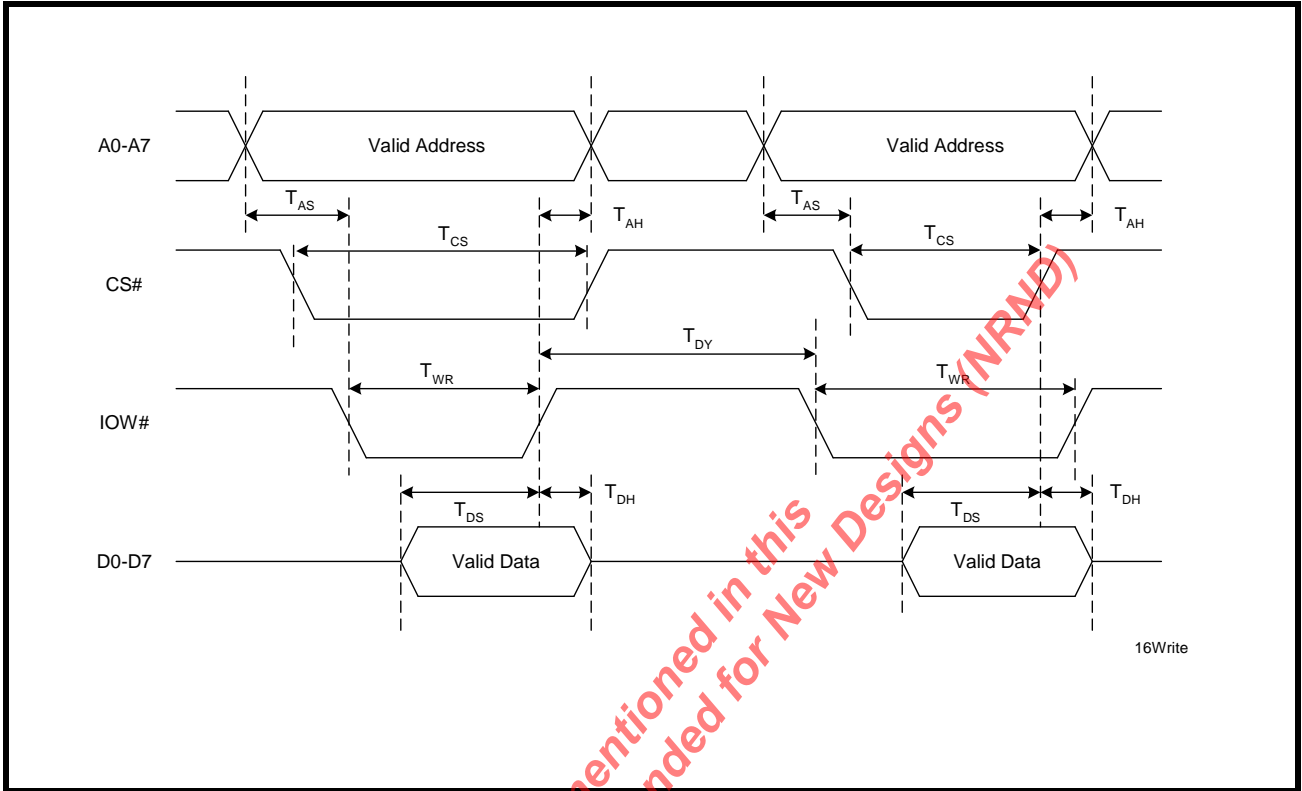 A0-A7
Valid Address
Valid Address
TAS
TAH
TAS
TAH
TCS
TCS
CS#
TDY
TWR
TWR
IOW#
TDS
TDH
TDS
TDH
D0-D7
Valid Data
Valid Data
16Write
mentioned in this
nded for New Designs (NRND)